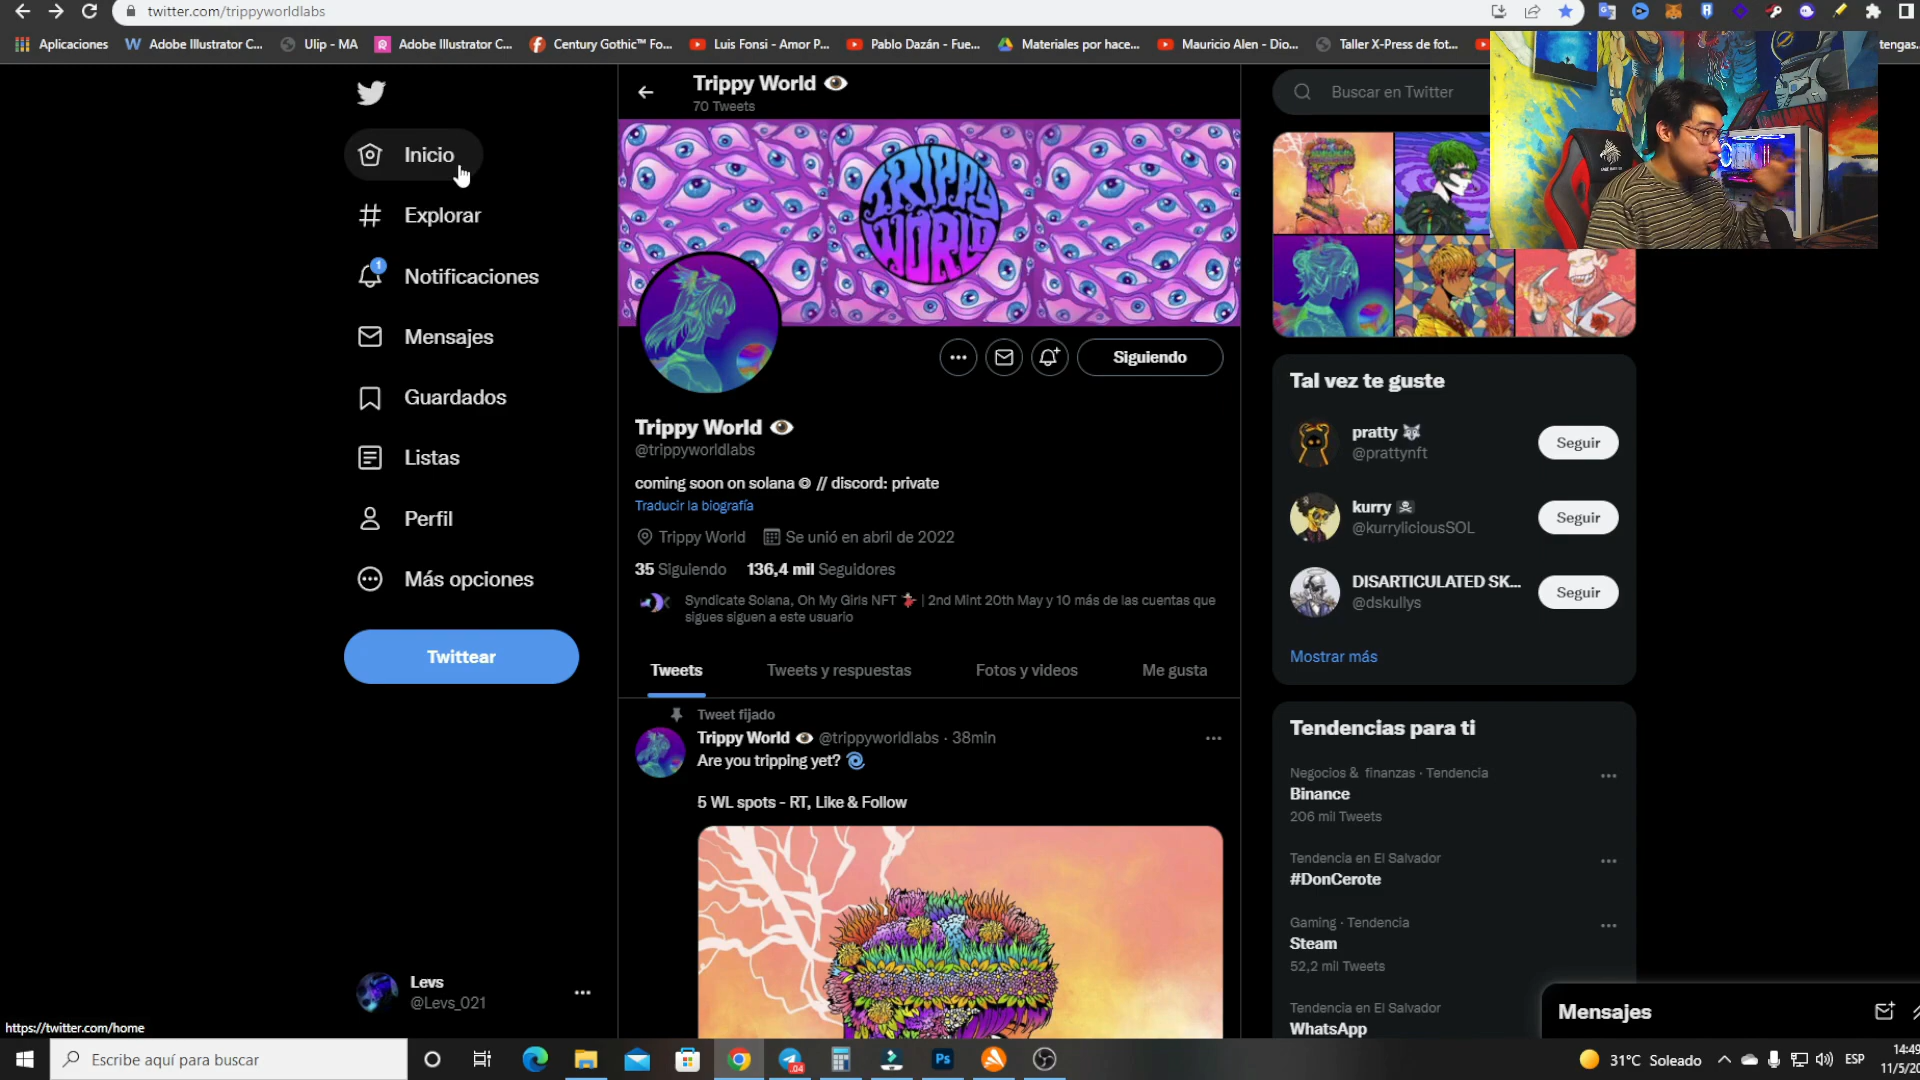 twitter.com/trippyworldlabs
Aplicaciones
Adobe Illustrator C...
Ulip - MA
Adobe Illustrator C...
Century Gothic™ Fo...
Luis Fonsi - Amor P...
Pablo Dazán - Fue...
Materiales por hace...
Mauricio Alen - Dio...
Taller X-Press de fot...
tengas...
Inicio
Explorar
1
Notificaciones
Mensajes
Guardados
Listas
Perfil
Más opciones
Twittear
Levs
@Levs_021
https://twitter.com/home
Trippy World
70 Tweets
TRIPPY
WORLD
Siguiendo
Trippy World
@trippyworldlabs
coming soon on solana ◎ // discord: private
Traducir la biografía
Trippy World Se unió en abril de 2022
35 Siguiendo 136,4 mil Seguidores
Syndicate Solana, Oh My Girls NFT | 2nd Mint 20th May y 10 más de las cuentas que
sigues siguen a este usuario
Tweets
Tweets y respuestas
Fotos y videos
Me gusta
Tweet fijado
Trippy World @trippyworldlabs · 38min
Are you tripping yet?
5 WL spots - RT, Like & Follow
Buscar en Twitter
Tal vez te guste
pratty
@prattynft
Seguir
kurry
@kurryliciousSOL
Seguir
DISARTICULATED SK...
@dskullys
Seguir
Mostrar más
Tendencias para ti
Negocios & finanzas · Tendencia
Binance
206 mil Tweets
Tendencia en El Salvador
#DonCerote
Gaming · Tendencia
Steam
52,2 mil Tweets
Tendencia en El Salvador
WhatsApp
Mensajes
Escribe aquí para buscar
.04
Ps
31°C Soleado
ESP
14:49
11/5/20